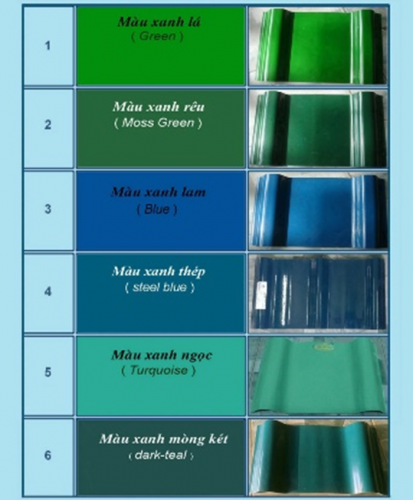 1
Màu xanh lá
( Green )
2
Màu xanh rêu
( Moss Green )
3
Màu xanh lam
( Blue )
4
Màu xanh thép
( steel blue )
5
Màu xanh ngọc
( Turquoise )
6
Màu xanh mòng két
( dark-teal )